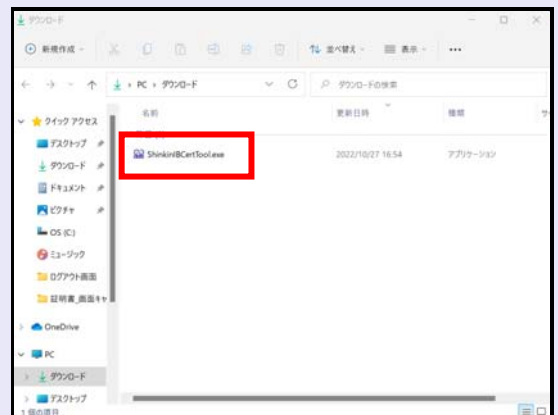 ダウンロード
新規作成
並べ替え
表示
PC › ダウンロード
ダウンロードの検索
名前
更新日時
種類
クイック アクセス
デスクトップ
ダウンロード
ShinkinIBCertTool.exe
2022/10/27 16:54
アプリケーション
ドキュメント
ピクチャ
OS (C:)
ミュージック
ログアウト画面
証明書_画面キャ
OneDrive
PC
ダウンロード
デスクトップ
1 個の項目